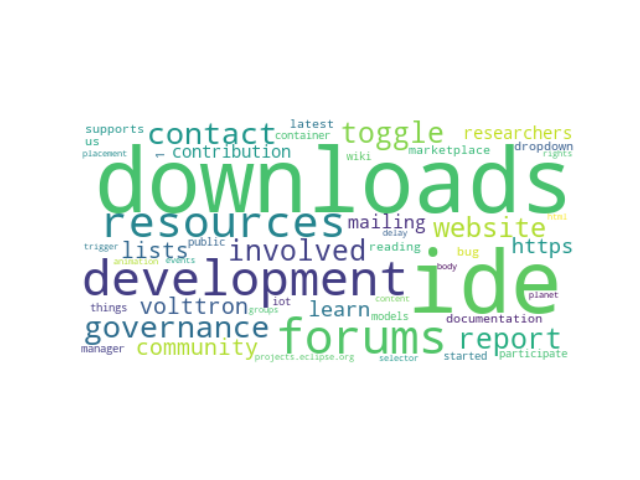 supports contact latest toggle researchers
us container dropdown
placement _ contribution wiki marketplace rights
downloads
resources mailing website html
trigger lists public involved delay reading bug https
animation events body
development ide planet
things volttron iot groups learn content models documentation
governance forums report
manager community projects.eclipse.org selector started participate